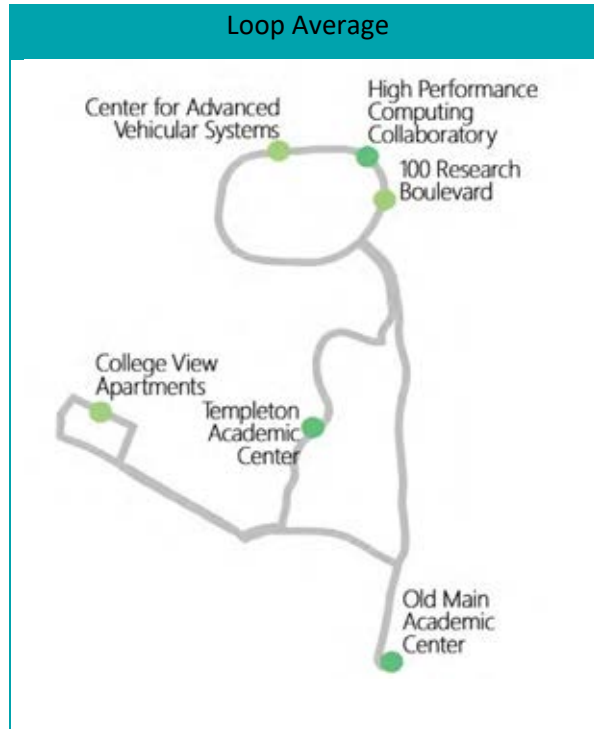 Loop Average
High Performance
Computing
Collaboratory
Center for Advanced
Vehicular Systems
100 Research
Boulevard
College View
Apartments
Templeton
Academic
Center
Old Main
Academic
Center